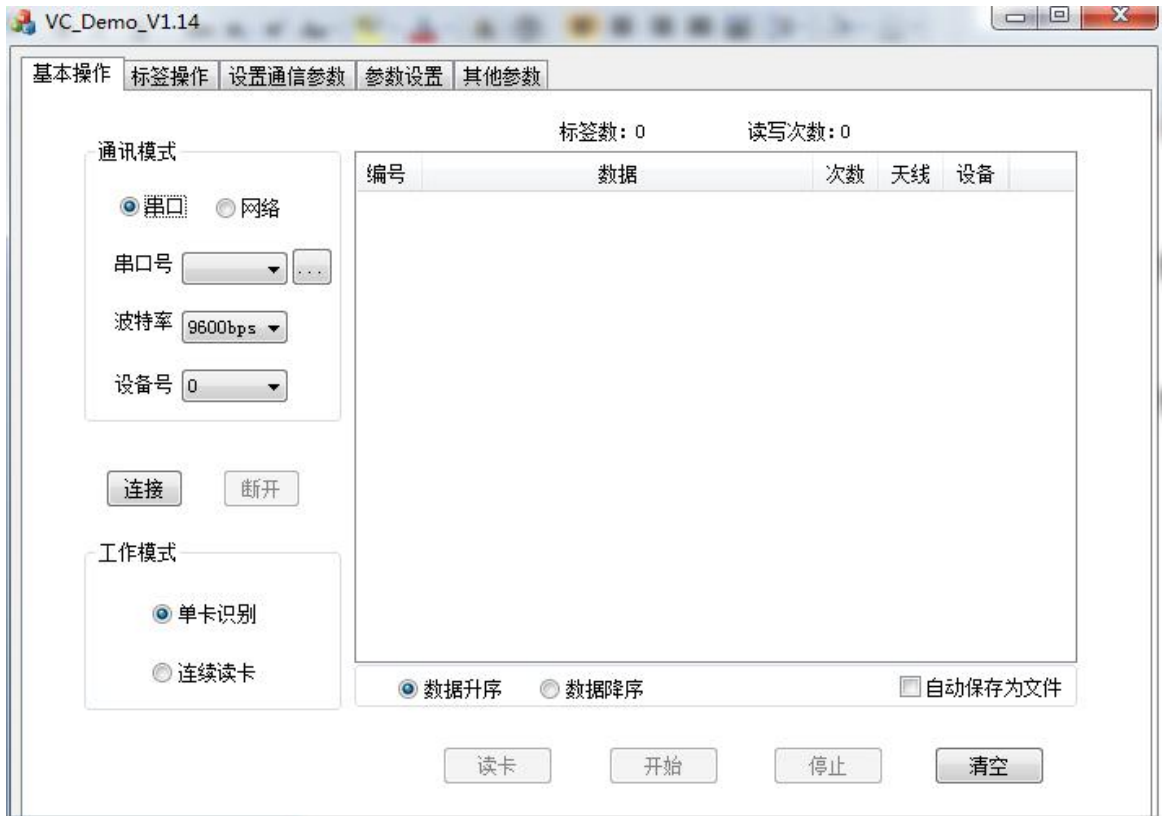 VC_Demo_V1.14
基本操作 标签操作 设置通信参数 参数设置 其他参数
标签数: 0 读写次数: 0
通讯模式
编号 数据 次数 天线 设备
串口 网络
串口号 ...
波特率 9600bps
设备号 0
连接 断开
工作模式
单卡识别
连续读卡
数据升序 数据降序 自动保存为文件
读卡 开始 停止 清空